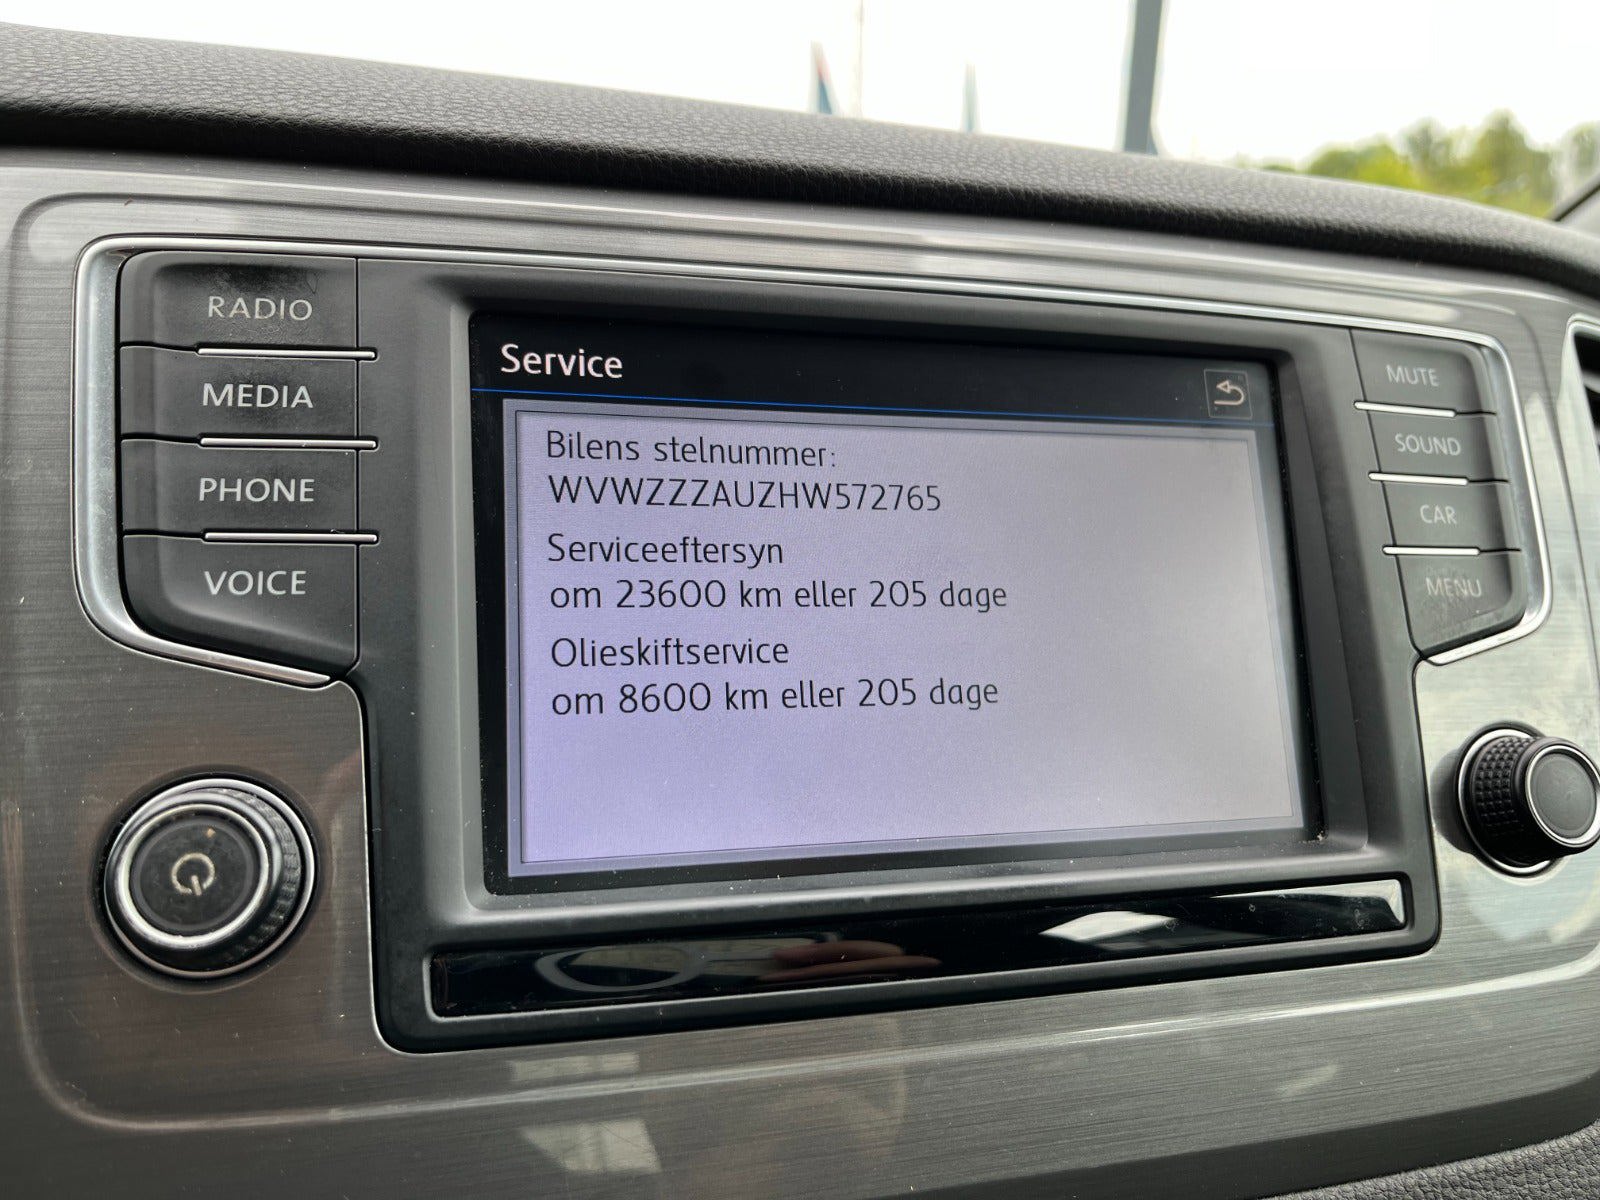 RADIO
MEDIA
PHONE
VOICE
Service
Bilens stelnummer:
WVWZZZAUZHW572765
Serviceeftersyn
om 23600 km eller 205 dage
Olieskiftservice
om 8600 km eller 205 dage
MUTE
SOUND
CAR
MENU